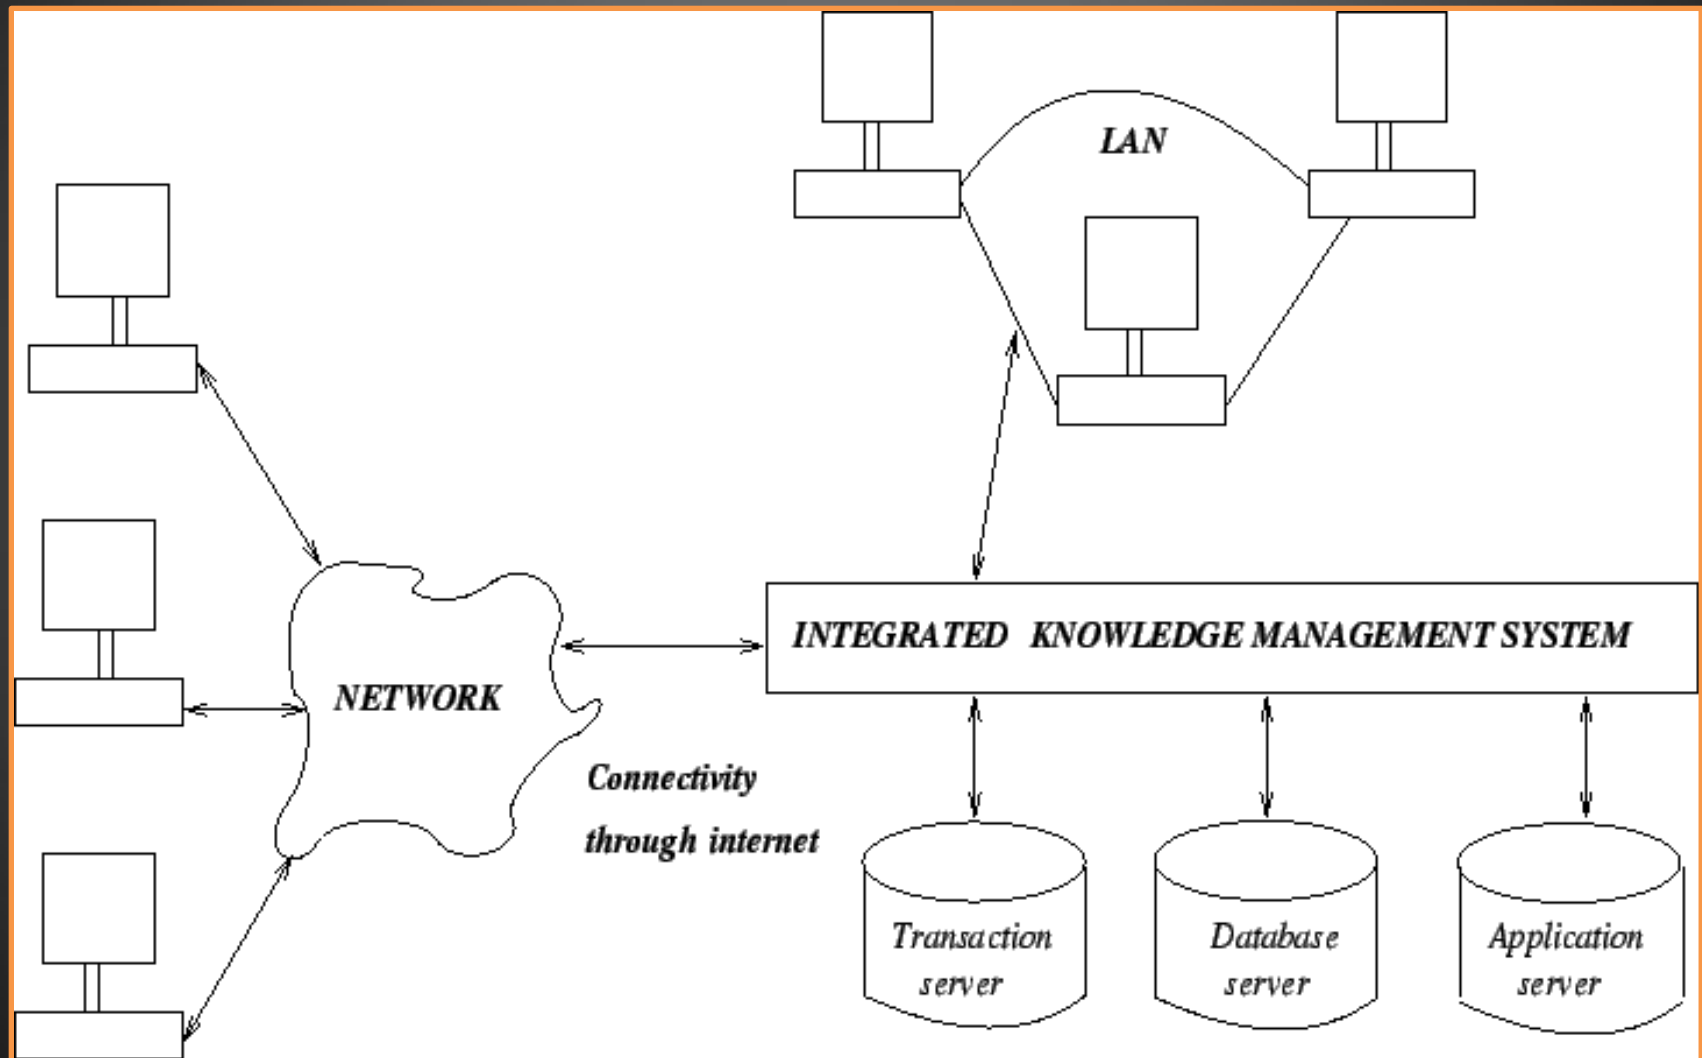 LAN
INTEGRATED KNOWLEDGE MANAGEMENT SYSTEM
NETWORK
Connectivity
through internet
Transaction
server
Database
server
Application
server